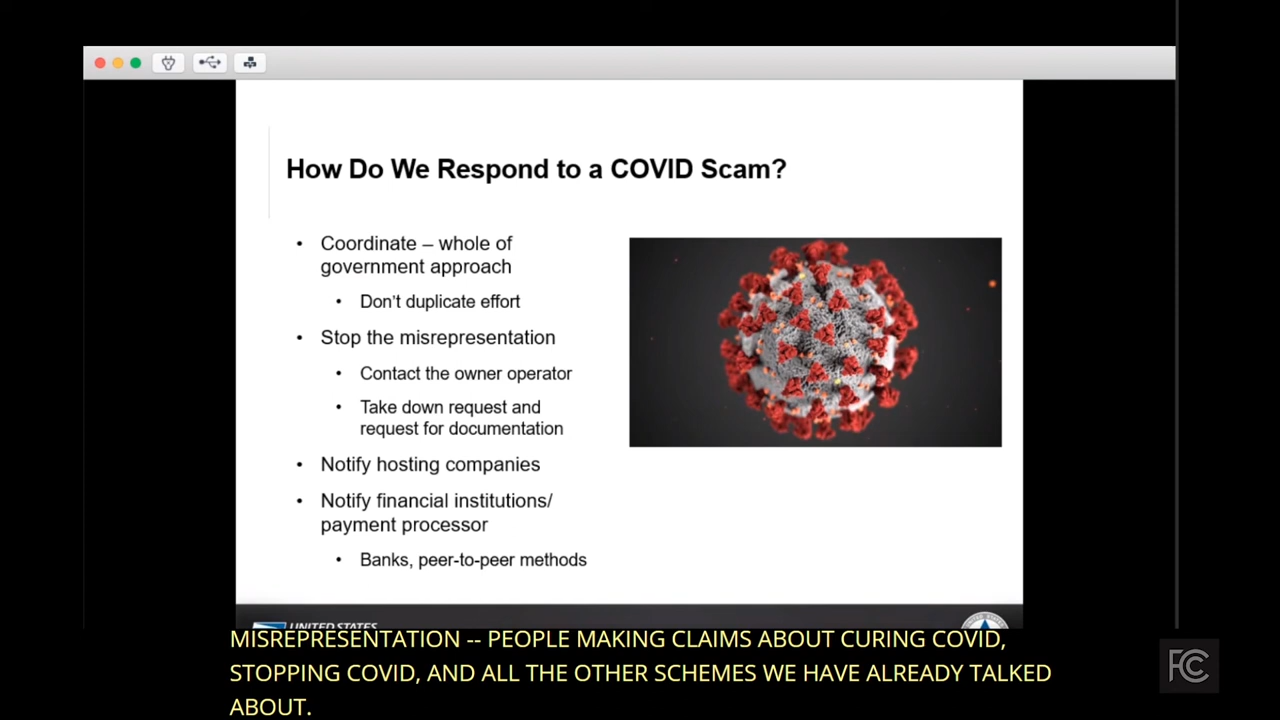 How Do We Respond to a COVID Scam?
• Coordinate – whole of
government approach
• Don't duplicate effort
• Stop the misrepresentation
• Contact the owner operator
• Take down request and
request for documentation
• Notify hosting companies
• Notify financial institutions/
payment processor
• Banks, peer-to-peer methods
UNITED STATES
MISREPRESENTATION -- PEOPLE MAKING CLAIMS ABOUT CURING COVID,
STOPPING COVID, AND ALL THE OTHER SCHEMES WE HAVE ALREADY TALKED
ABOUT.
FCC